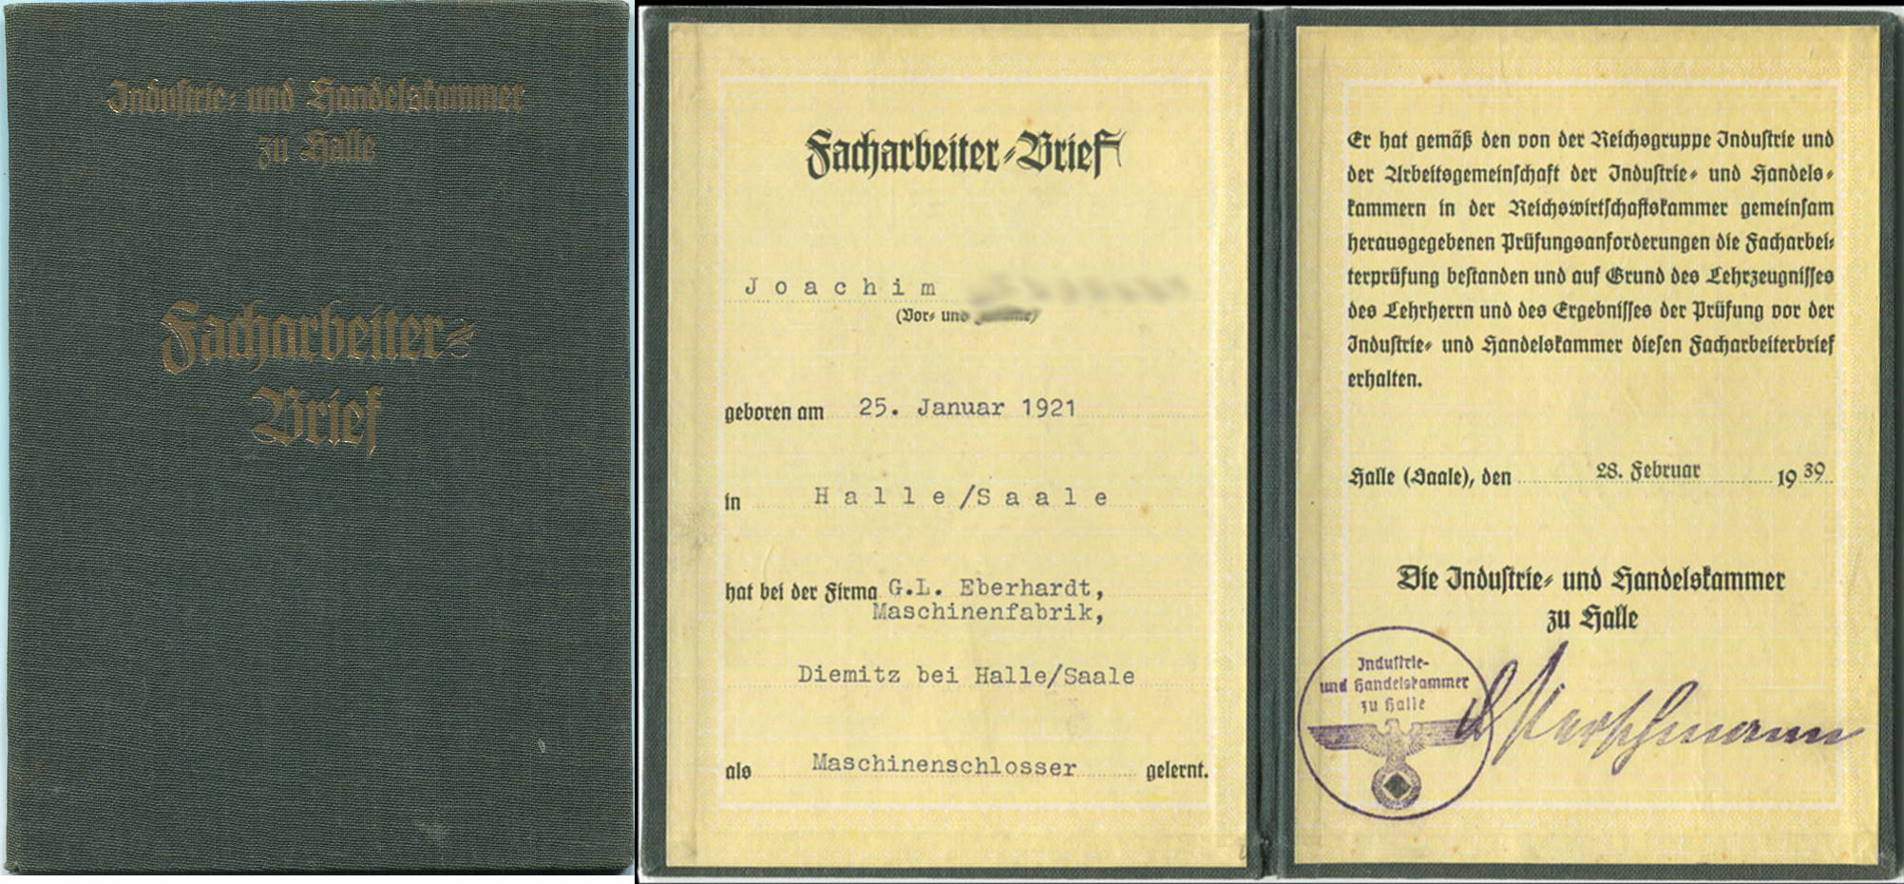 Industrie- und Handelskammer
zu Halle
Facharbeiter-
Brief
Facharbeiter-Brief
Joachim
(Vor- und
geboren am 25. Januar 1921
in Halle/Saale
hat bei der Firma G.L. Eberhardt,
Maschinenfabrik,
Diemitz bei Halle/Saale
als Maschinenschlosser gelernt.
Er hat gemäß den von der Reichsgruppe Industrie und
der Arbeitsgemeinschaft der Industrie- und Handels-
kammern in der Reichswirtschaftskammer gemeinsam
herausgegebenen Prüfungsanforderungen die Facharbei-
terprüfung bestanden und auf Grund des Lehrzeugnisses
des Lehrherrn und des Ergebnisses der Prüfung vor der
Industrie- und Handelskammer diesen Facharbeiterbrief
erhalten.
Halle (Saale), den 28. Februar 1939
Die Industrie- und Handelskammer
zu Halle
Industrie-
und Handelskammer
zu Halle